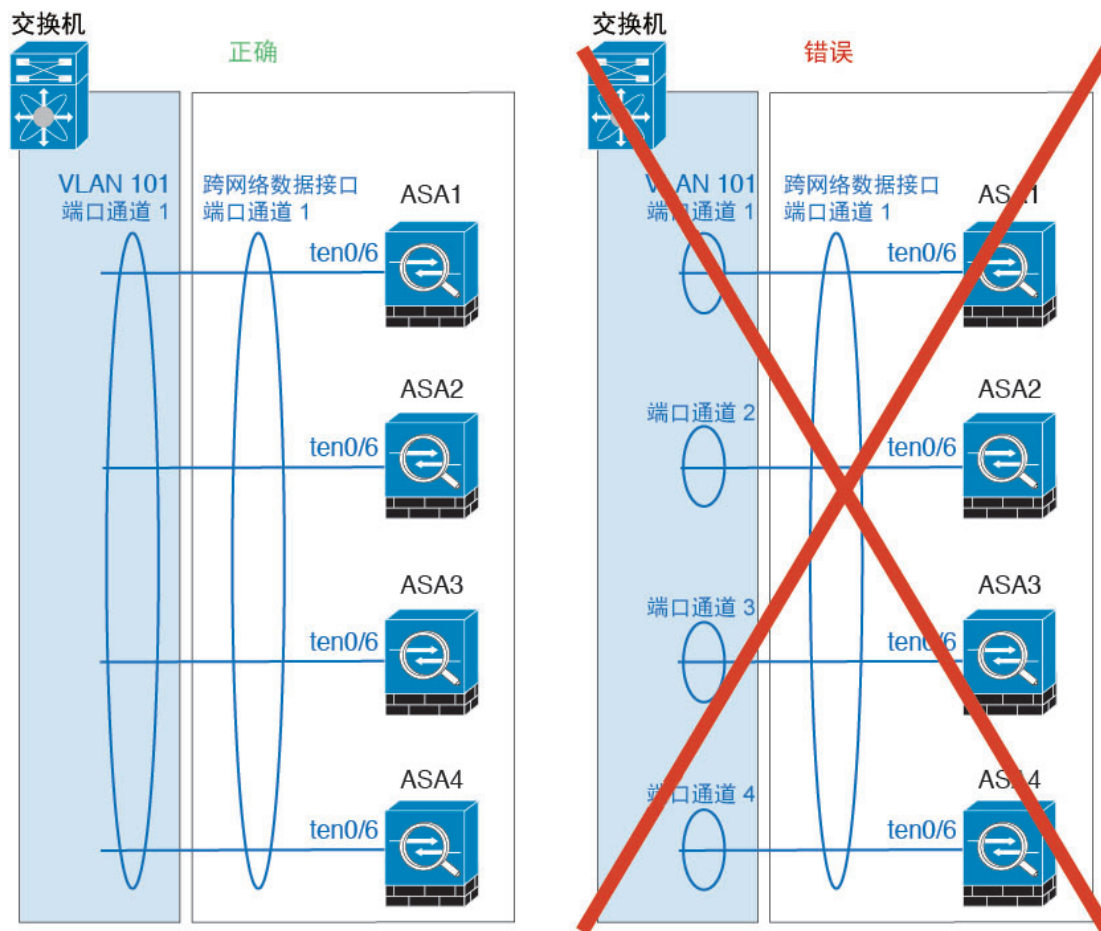 交换机
正确
VLAN 101
端口通道 1
跨网络数据接口
端口通道 1
ASA1
ten0/6
ASA2
ten0/6
ASA3
ten0/6
ASA4
ten0/6
交换机
错误
VLAN 101
端口通道 1
跨网络数据接口
端口通道 1
ASA1
ten0/6
端口通道 2
ASA2
ten0/6
端口通道 3
ASA3
ten0/6
端口通道 4
ASA4
ten0/6